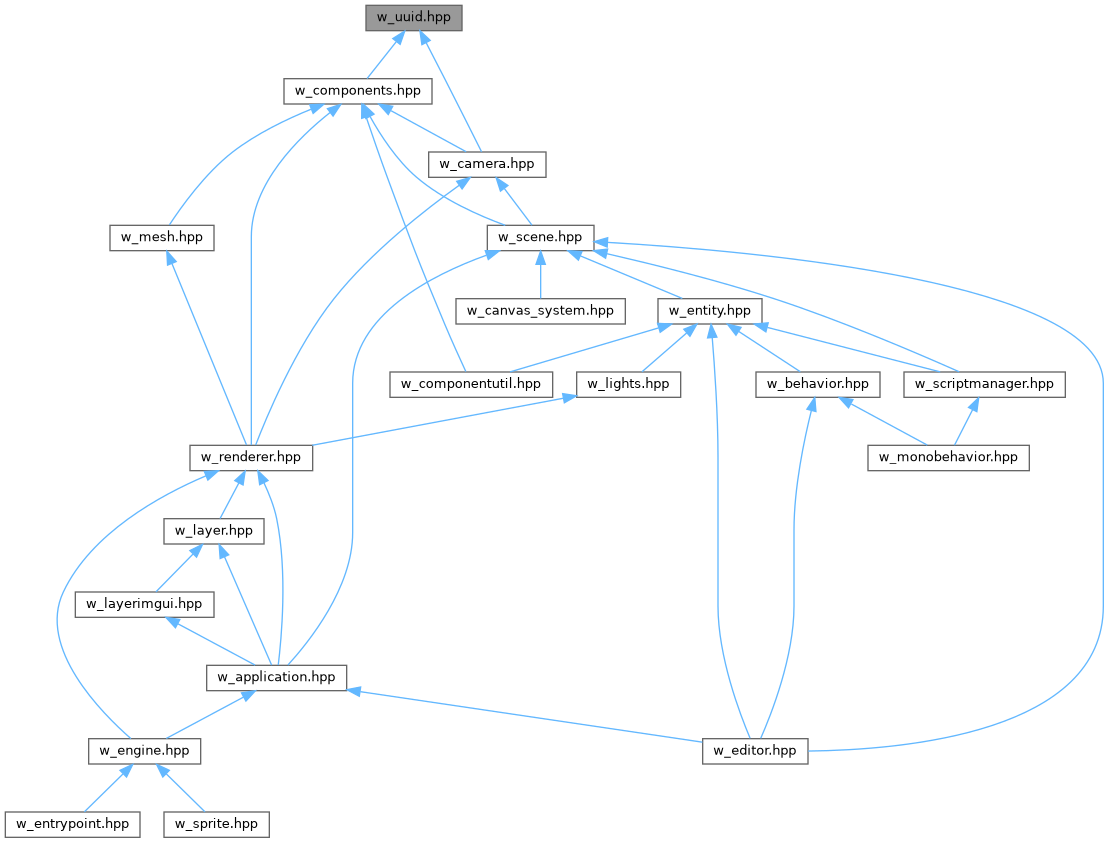 w_uuid.hpp
w_components.hpp
w_camera.hpp
w_mesh.hpp
w_scene.hpp
w_canvas_system.hpp
w_entity.hpp
w_componentutil.hpp
w_lights.hpp
w_behavior.hpp
w_scriptmanager.hpp
w_renderer.hpp
w_monobehavior.hpp
w_layer.hpp
w_layerimgui.hpp
w_application.hpp
w_engine.hpp
w_editor.hpp
w_entrypoint.hpp
w_sprite.hpp